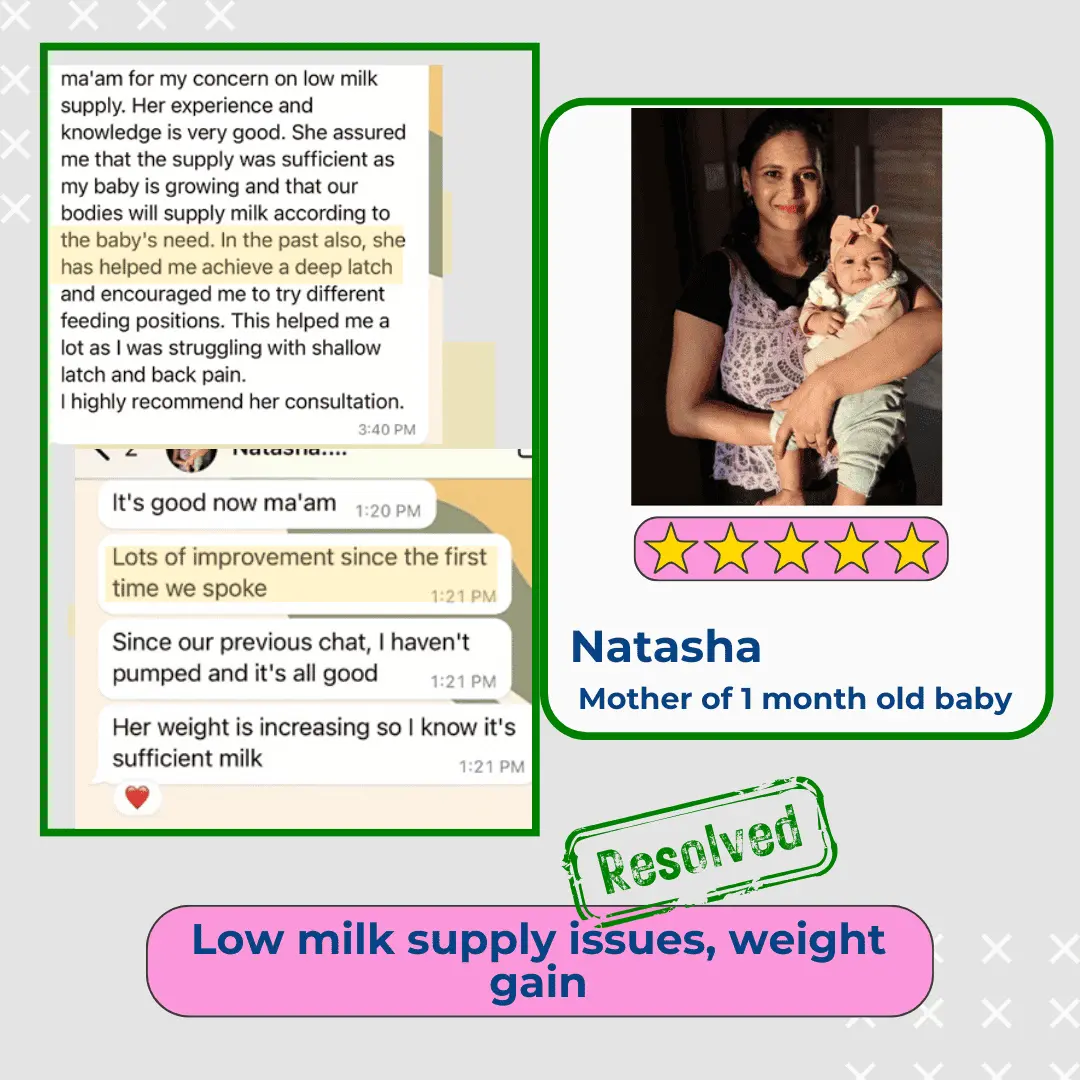 ma'am for my concern on low milk
supply. Her experience and
knowledge is very good. She assured
me that the supply was sufficient as
my baby is growing and that our
bodies will supply milk according to
the baby's need. In the past also, she
has helped me achieve a deep latch
and encouraged me to try different
feeding positions. This helped me a
lot as I was struggling with shallow
latch and back pain.
I highly recommend her consultation.
3:40 PM
2
Natasha....
It's good now ma'am 1:20 PM
Lots of improvement since the first
time we spoke 1:21 PM
Since our previous chat, I haven't
pumped and it's all good 1:21 PM
Her weight is increasing so I know it's
sufficient milk 1:21 PM
Natasha
Mother of 1 month old baby
Resolved
Low milk supply issues, weight
gain